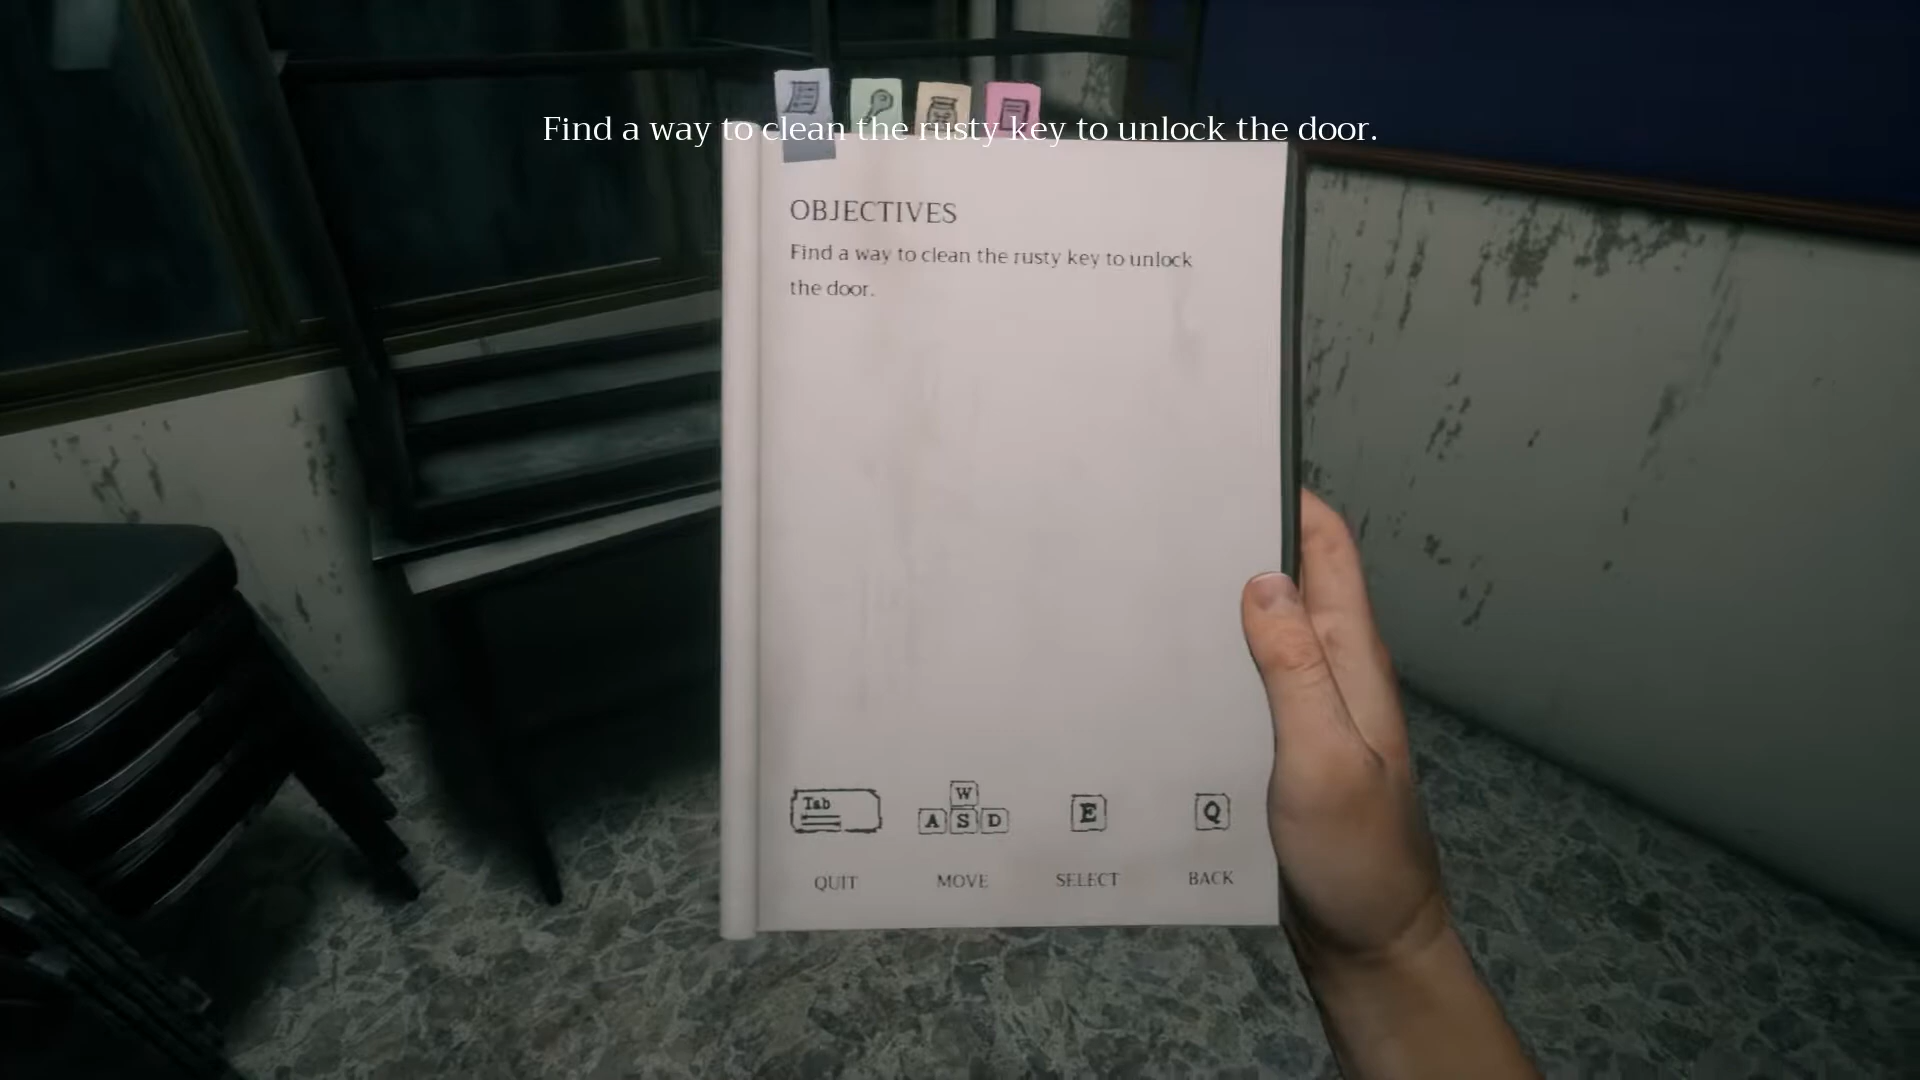 Find a way to clean the rusty key to unlock the door.
OBJECTIVES
Find a way to clean the rusty key to unlock
the door.
Tab
W
A S D
E
Q
QUIT MOVE SELECT BACK